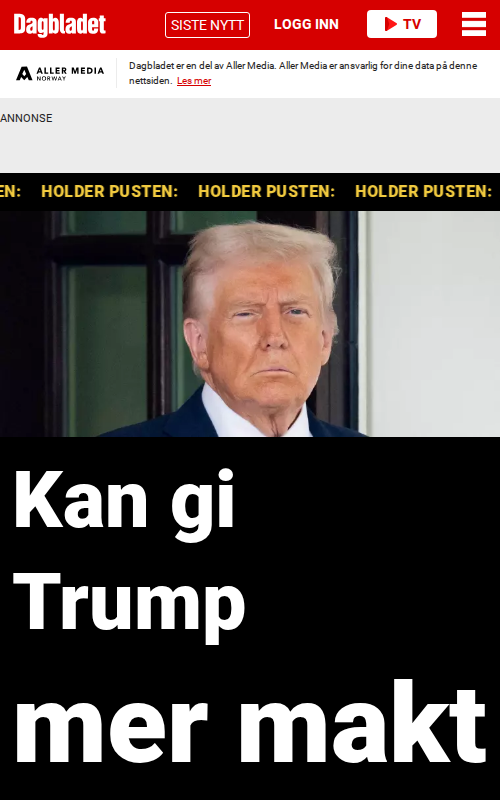 Dagbladet SISTE NYTT LOGG INN TV
ALLER MEDIA NORWAY
Dagbladet er en del av Aller Media. Aller Media er ansvarlig for dine data på denne
nettsiden. Les mer
ANNONSE
EN: HOLDER PUSTEN: HOLDER PUSTEN: HOLDER PUSTEN:
Kan gi
Trump
mer makt